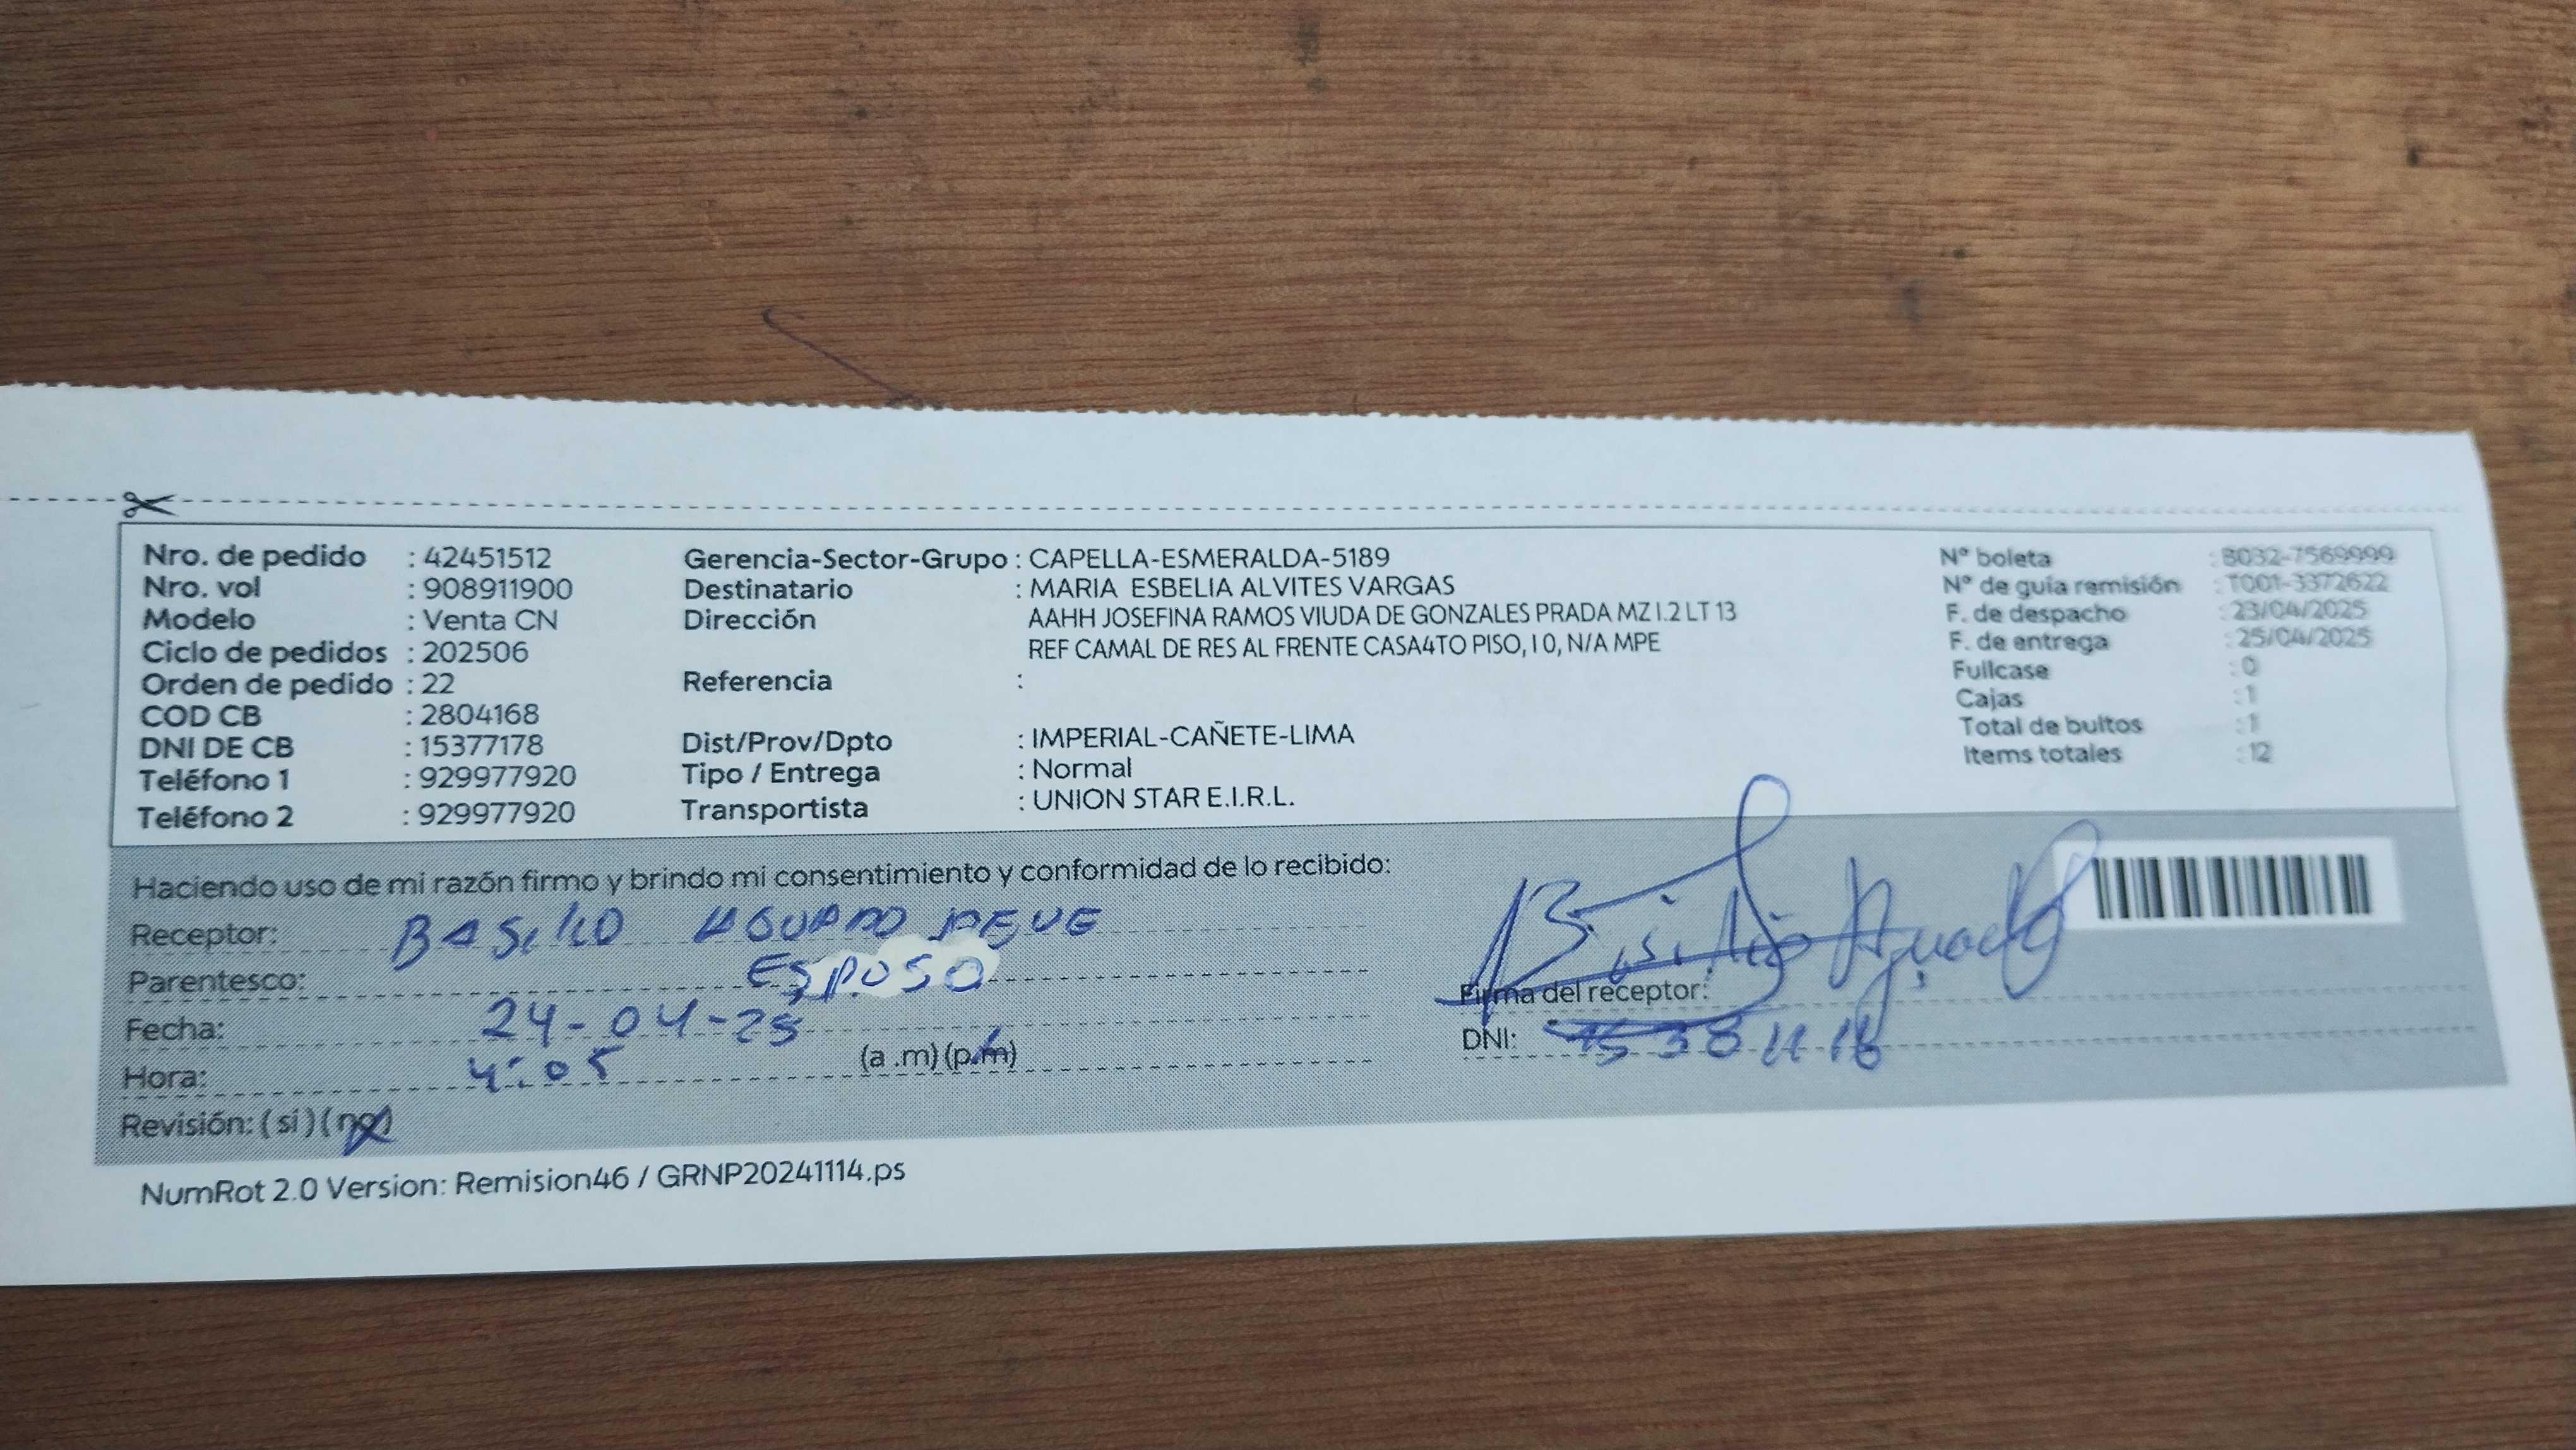 Nro. de pedido : 42451512
Nro. vol : 908911900
Modelo : Venta CN
Ciclo de pedidos : 202506
Orden de pedido : 22
COD CB : 2804168
DNI DE CB : 15377178
Teléfono 1 : 929977920
Teléfono 2 : 929977920
Gerencia-Sector-Grupo : CAPELLA-ESMERALDA-5189
Destinatario : MARIA ESBELIA ALVITES VARGAS
Dirección AAHH JOSEFINA RAMOS VIUDA DE GONZALES PRADA MZ I.2 LT 13
REF CAMAL DE RES AL FRENTE CASA4TO PISO, I 0, N/A MPE
Referencia :
Dist/Prov/Dpto : IMPERIAL-CAÑETE-LIMA
Tipo / Entrega : Normal
Transportista : UNION STAR E.I.R.L.
N° boleta : B032-7569999
N° de guía remisión : T001-3372622
F. de despacho : 23/04/2025
F. de entrega : 25/04/2025
Fullcase : 0
Cajas : 1
Total de bultos : 1
Items totales : 12
Haciendo uso de mi razón firmo y brindo mi consentimiento y conformidad de lo recibido:
Receptor: BASILIO AGUADO
Parentesco: ESPOSO
Fecha: 24-04-25
Hora: 4:05 (a .m) (p.m)
Revisión: ( si ) ( no )
Basilio Aguado
Firma del receptor:
DNI:
NumRot 2.0 Version: Remision46 / GRNP20241114.ps